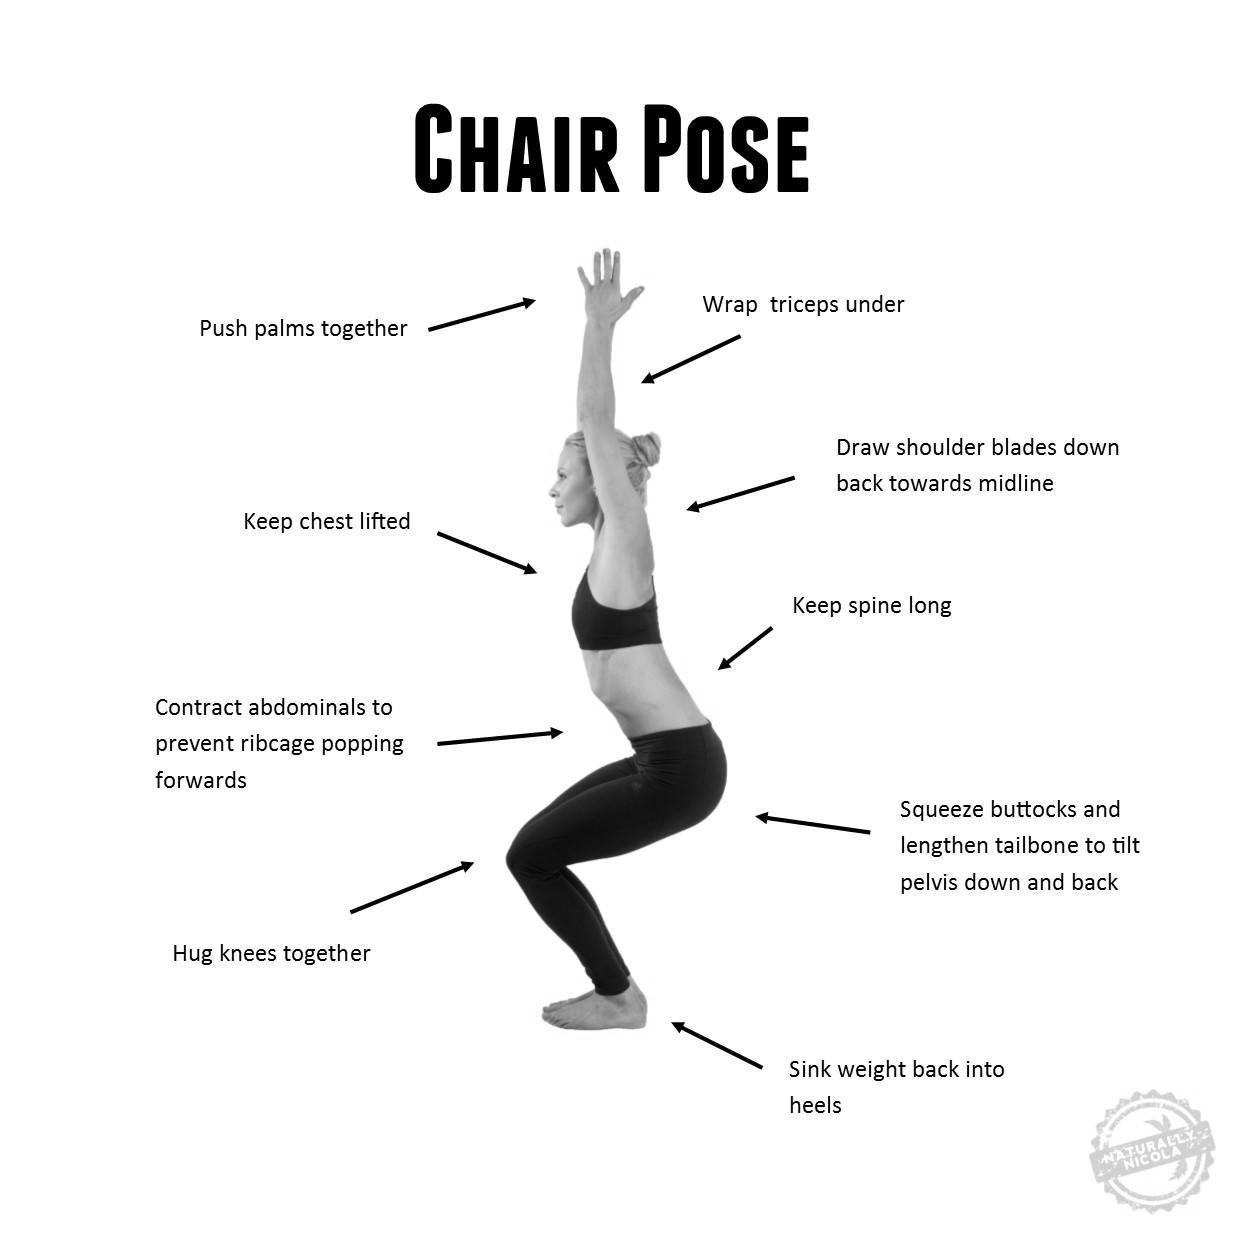 CHAIR POSE
Push palms together
Wrap  triceps under
Draw shoulder blades down
back towards midline
Keep chest lifted
Keep spine long
Contract abdominals to
prevent ribcage popping
forwards
Squeeze buttocks and
lengthen tailbone to tilt
pelvis down and back
Hug knees together
Sink weight back into
heels
NATURALLY
NICOLA